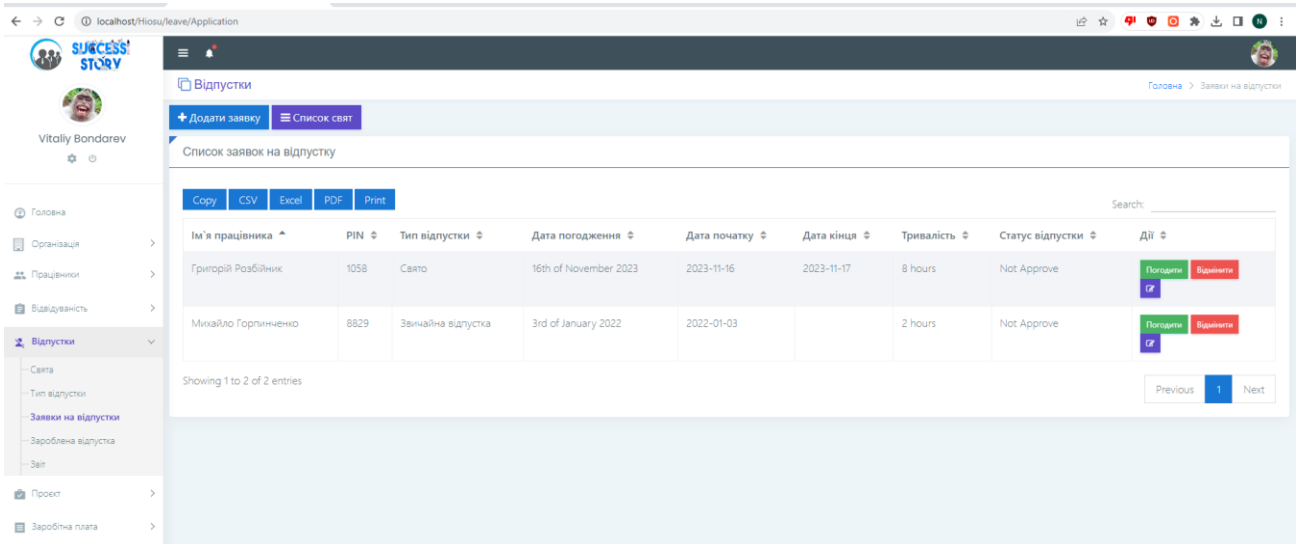 localhost/Hiosu/leave/Application
N
SUCCESS
STORY
Відпустки
Головна > Заявки на відпустки
Vitaliy Bondarev
Додати заявку
Список свят
Список заявок на відпустку
Copy CSV Excel PDF Print
Search:
Ім`я працівника PIN Тип відпустки Дата погодження Дата початку Дата кінця Тривалість Статус відпустки Дії
Григорій Розбійник 1058 Свято 16th of November 2023 2023-11-16 2023-11-17 8 hours Not Approve Погодити Відмінити
Михайло Горпинченко 8829 Звичайна відпустка 3rd of January 2022 2022-01-03 2 hours Not Approve Погодити Відмінити
Showing 1 to 2 of 2 entries
Previous 1 Next
Головна
Організація
Працівники
Відвідуваність
Відпустки
Свята
Тип відпустки
Заявки на відпустки
Зароблена відпустка
Звіт
Проєкт
Заробітна плата